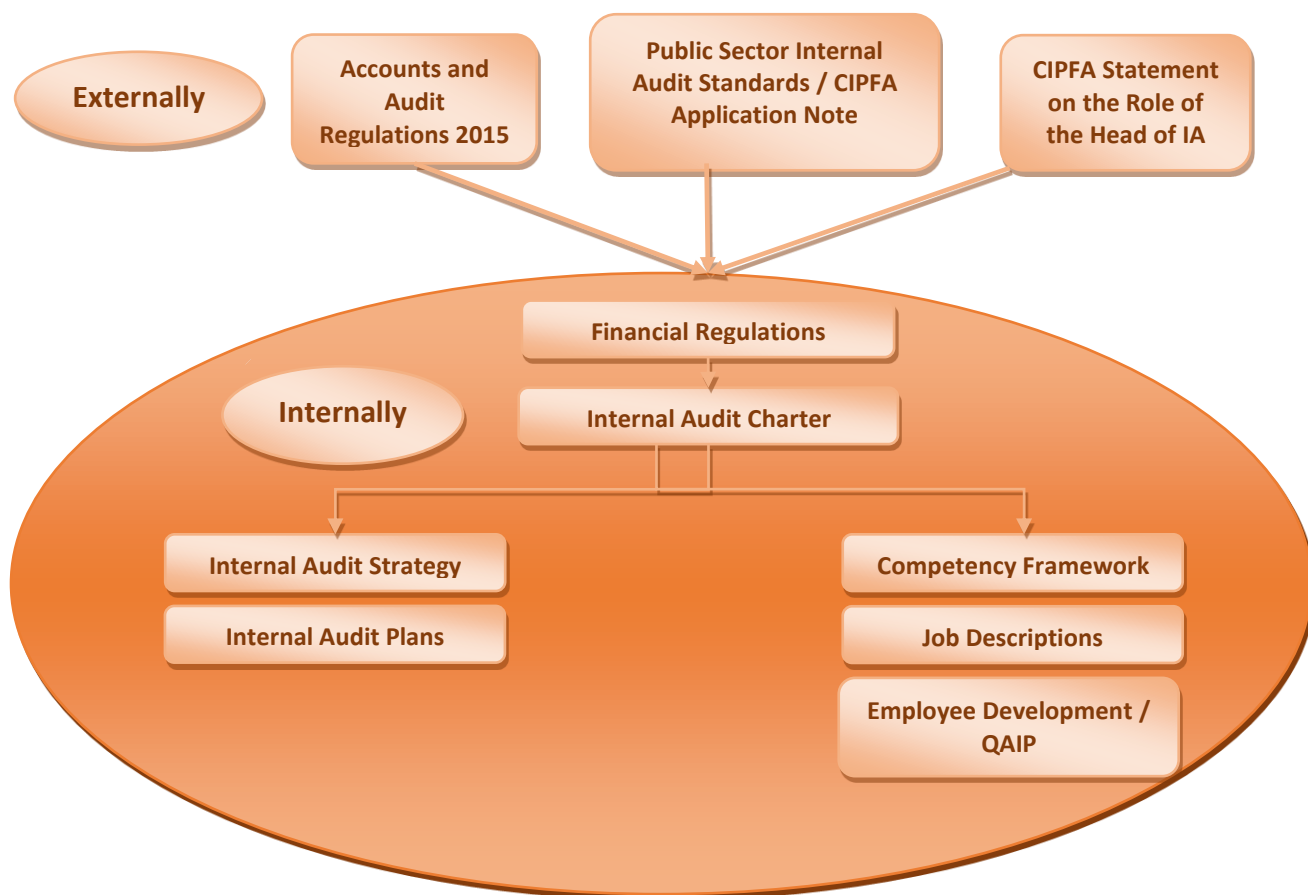 Externally
Accounts and
Audit
Regulations 2015
Public Sector Internal
Audit Standards / CIPFA
Application Note
CIPFA Statement
on the Role of
the Head of IA
Financial Regulations
Internally
Internal Audit Charter
Internal Audit Strategy
Internal Audit Plans
Competency Framework
Job Descriptions
Employee Development /
QAIP